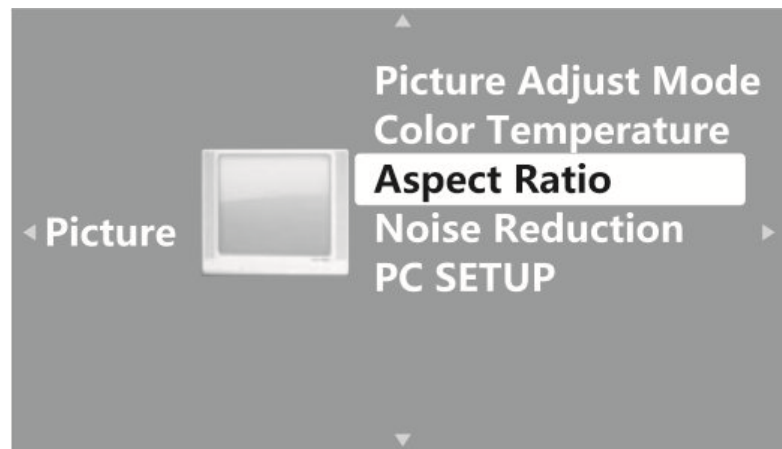 Picture
Picture Adjust Mode
Color Temperature
Aspect Ratio
Noise Reduction
PC SETUP